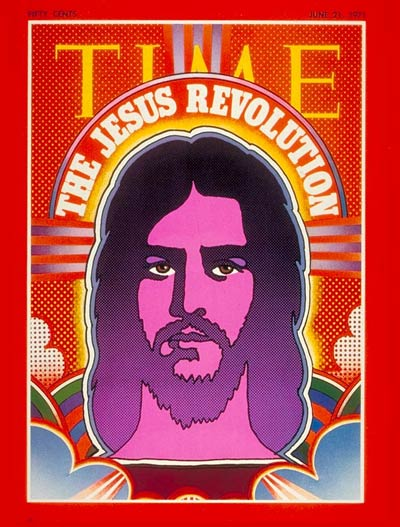 FIFTY CENTS
JUNE 21, 1971
TIME
THE JESUS REVOLUTION